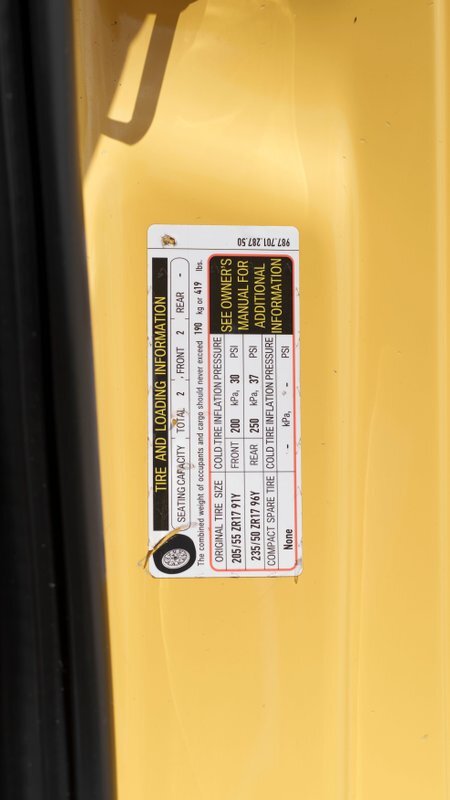 TIRE AND LOADING INFORMATION
SEATING CAPACITY TOTAL 2 , FRONT 2 REAR -
The combined weight of occupants and cargo should never exceed 190 kg or 419 lbs.
ORIGINAL TIRE SIZE COLD TIRE INFLATION PRESSURE
205/55 ZR17 91Y FRONT 200 kPa, 30 PSI
235/50 ZR17 96Y REAR 250 kPa, 37 PSI
COMPACT SPARE TIRE COLD TIRE INFLATION PRESSURE
None - kPa, - PSI
SEE OWNER'S
MANUAL FOR
ADDITIONAL
INFORMATION
987.701.287.50